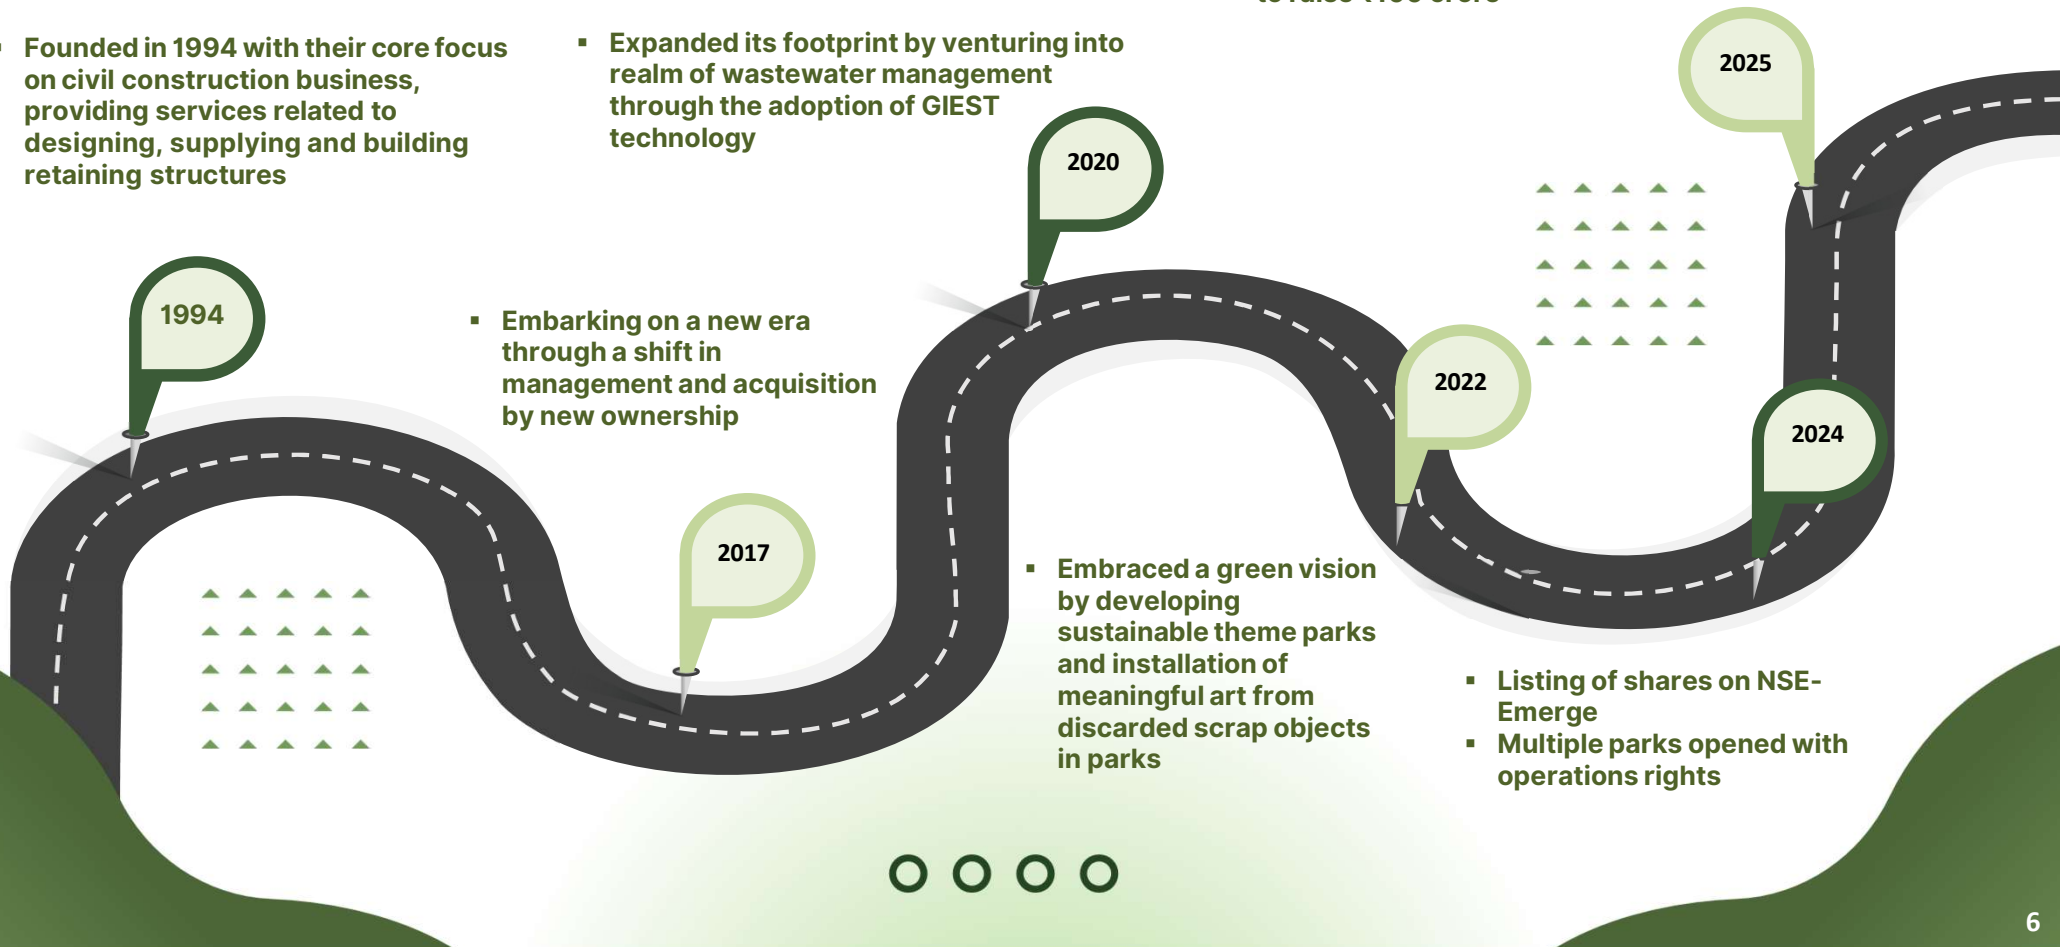 ▪ Founded in 1994 with their core focus
on civil construction business,
providing services related to
designing, supplying and building
retaining structures
1994
▪ Embarking on a new era
through a shift in
management and acquisition
by new ownership
2017
▪ Expanded its footprint by venturing into
realm of wastewater management
through the adoption of GIEST
technology
2020
▪ Embraced a green vision
by developing
sustainable theme parks
and installation of
meaningful art from
discarded scrap objects
in parks
2022
▪ Listing of shares on NSE-
Emerge
▪ Multiple parks opened with
operations rights
2024
2025
6